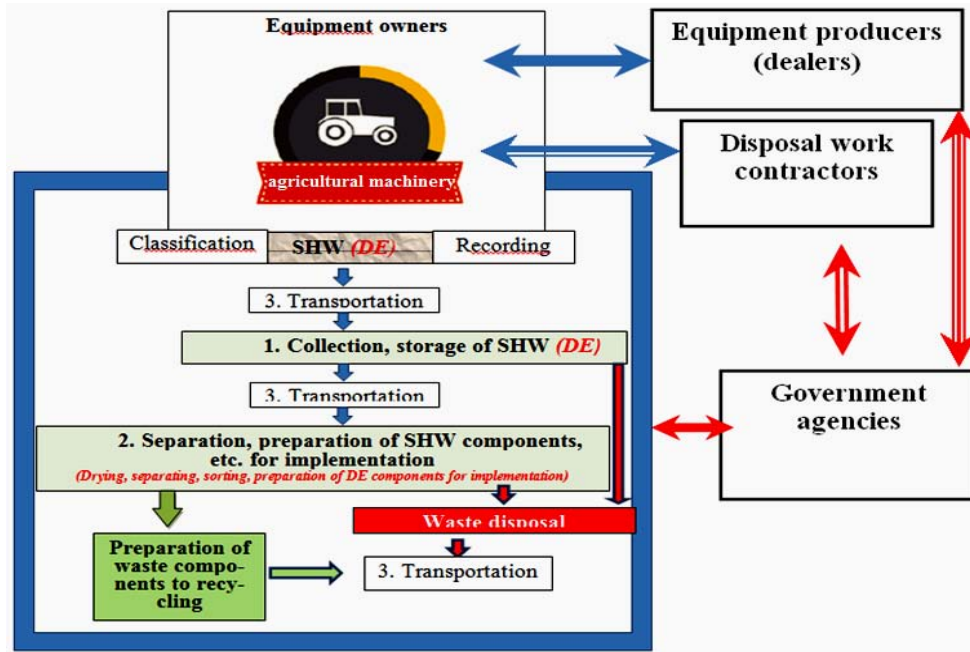 Equipment owners
agricultural machinery
Equipment producers
(dealers)
Disposal work
contractors
Classification
SHW (DE)
Recording
3. Transportation
1. Collection, storage of SHW (DE)
3. Transportation
2. Separation, preparation of SHW components,
etc. for implementation
(Drying, separating, sorting, preparation of DE components for implementation)
Waste disposal
Preparation of
waste compo-
nents to recy-
cling
3. Transportation
Government
agencies